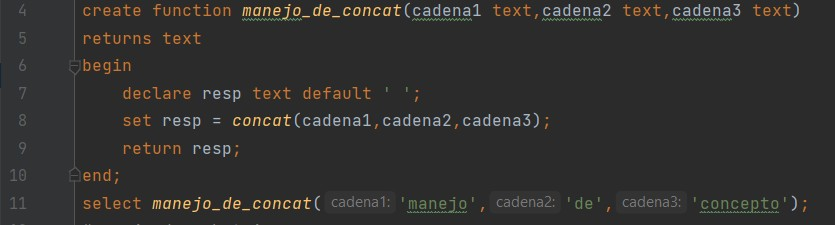 4 create function manejo_de_concat(cadena1 text,cadena2 text,cadena3 text)
5 returns text
6 begin
7 declare resp text default ' ';
8 set resp = concat(cadena1,cadena2,cadena3);
9 return resp;
10 end;
11 select manejo_de_concat( cadena1: 'manejo', cadena2: 'de', cadena3: 'concepto');